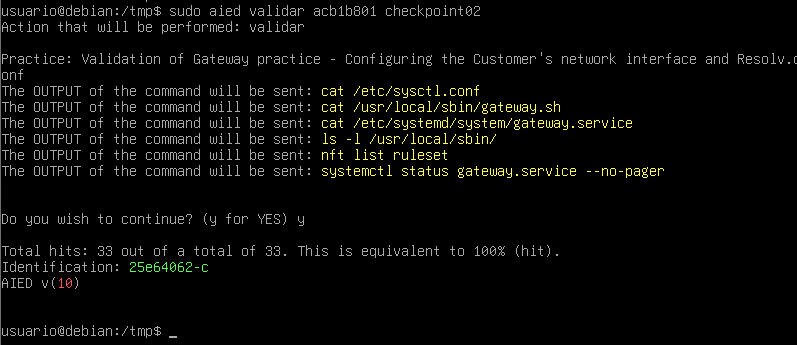 usuario@debian:/tmp$ sudo aied validar acb1b801 checkpoint02
Action that will be performed: validar
Practice: Validation of Gateway practice - Configuring the Customer's network interface and Resolv.c
onf
The OUTPUT of the command will be sent: cat /etc/sysctl.conf
The OUTPUT of the command will be sent: cat /usr/local/sbin/gateway.sh
The OUTPUT of the command will be sent: cat /etc/systemd/system/gateway.service
The OUTPUT of the command will be sent: ls -l /usr/local/sbin/
The OUTPUT of the command will be sent: nft list ruleset
The OUTPUT of the command will be sent: systemctl status gateway.service --no-pager
Do you wish to continue? (y for YES) y
Total hits: 33 out of a total of 33. This is equivalent to 100% (hit).
Identification: 25e64062-c
AIED v(10)
usuario@debian:/tmp$ _